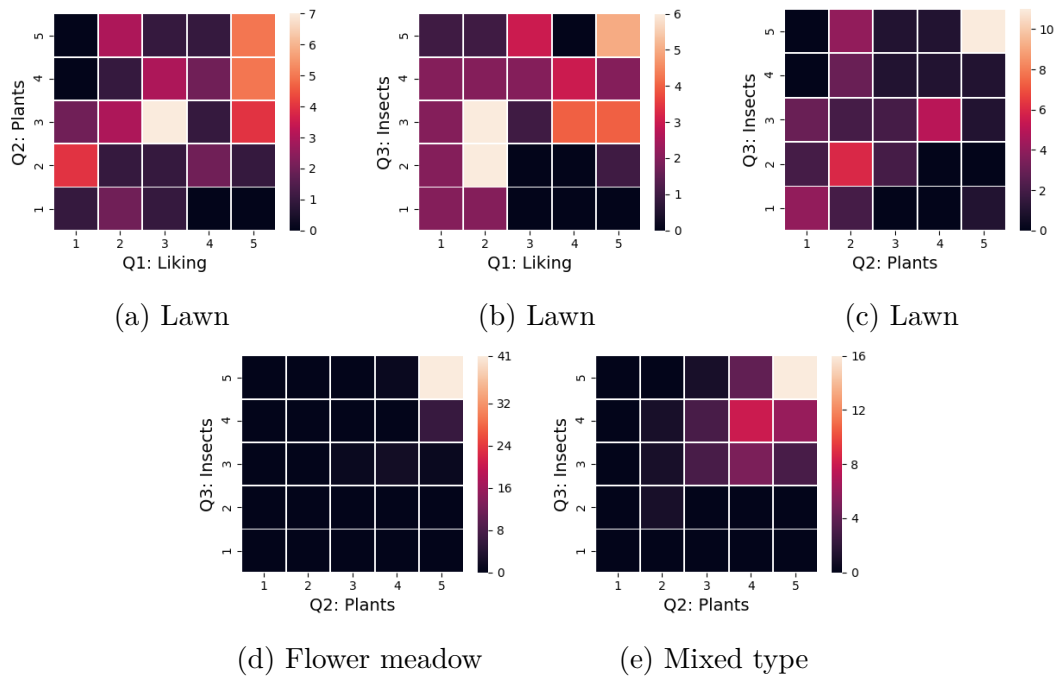 5
4
3
2
1
Q2: Plants
1 2 3 4 5
Q1: Liking
7
6
5
4
3
2
1
0
(a) Lawn
5
4
3
2
1
Q3: Insects
1 2 3 4 5
Q1: Liking
6
5
4
3
2
1
0
(b) Lawn
5
4
3
2
1
Q3: Insects
1 2 3 4 5
Q2: Plants
10
8
6
4
2
0
(c) Lawn
5
4
3
2
1
Q3: Insects
1 2 3 4 5
Q2: Plants
41
32
24
16
8
0
(d) Flower meadow
5
4
3
2
1
Q3: Insects
1 2 3 4 5
Q2: Plants
16
12
8
4
0
(e) Mixed type